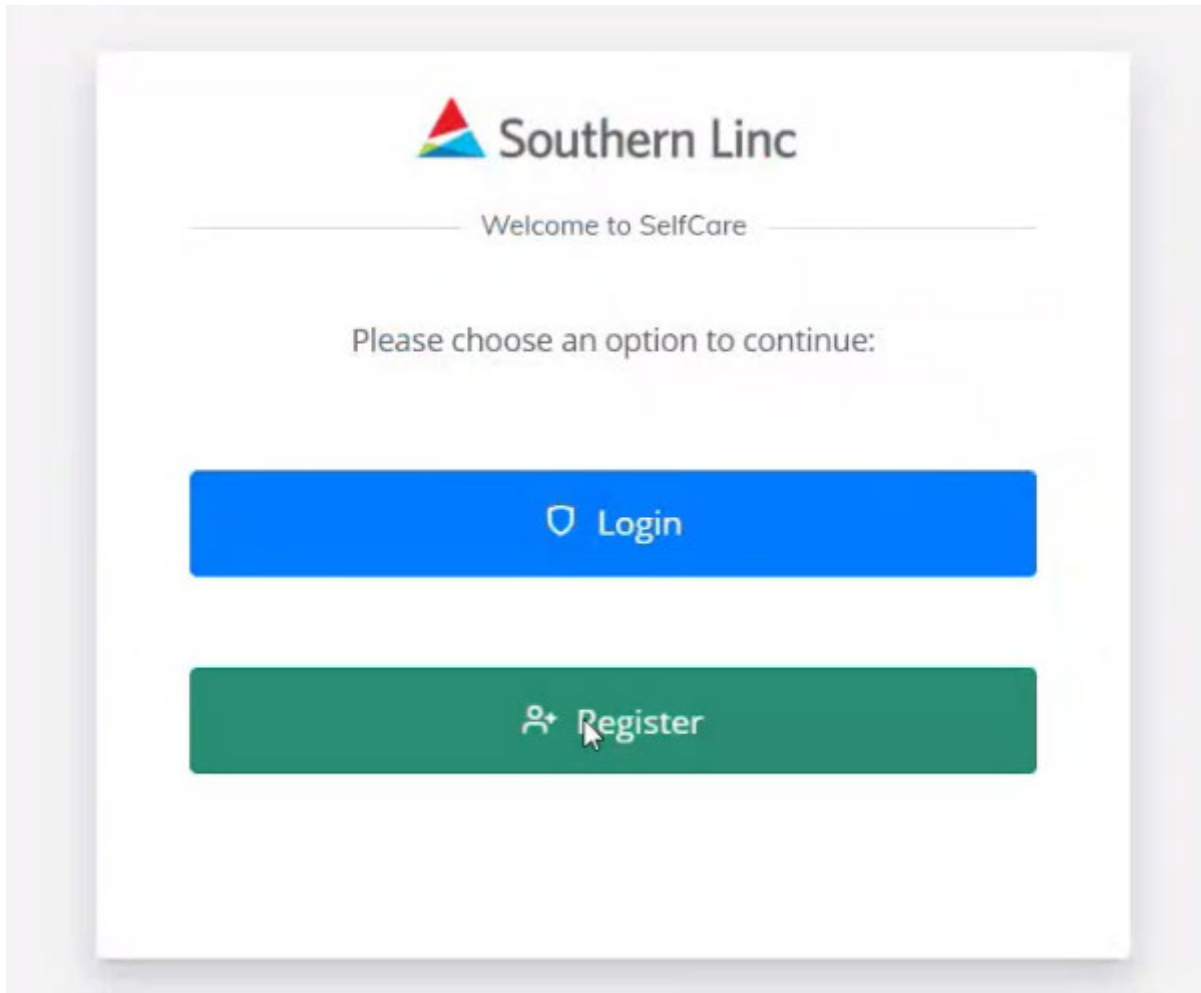 Southern Linc
Welcome to SelfCare
Please choose an option to continue:
Login
Register